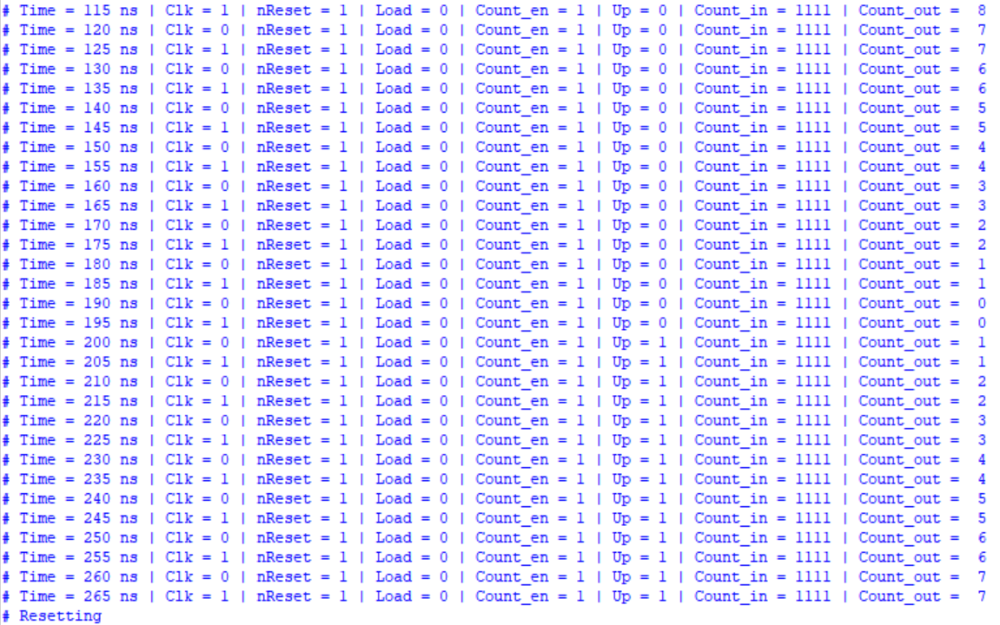 # Time = 115 ns | Clk = 1 | nReset = 1 | Load = 0 | Count_en = 1 | Up = 0 | Count_in = 1111 | Count_out =  8
# Time = 120 ns | Clk = 0 | nReset = 1 | Load = 0 | Count_en = 1 | Up = 0 | Count_in = 1111 | Count_out =  7
# Time = 125 ns | Clk = 1 | nReset = 1 | Load = 0 | Count_en = 1 | Up = 0 | Count_in = 1111 | Count_out =  7
# Time = 130 ns | Clk = 0 | nReset = 1 | Load = 0 | Count_en = 1 | Up = 0 | Count_in = 1111 | Count_out =  6
# Time = 135 ns | Clk = 1 | nReset = 1 | Load = 0 | Count_en = 1 | Up = 0 | Count_in = 1111 | Count_out =  6
# Time = 140 ns | Clk = 0 | nReset = 1 | Load = 0 | Count_en = 1 | Up = 0 | Count_in = 1111 | Count_out =  5
# Time = 145 ns | Clk = 1 | nReset = 1 | Load = 0 | Count_en = 1 | Up = 0 | Count_in = 1111 | Count_out =  5
# Time = 150 ns | Clk = 0 | nReset = 1 | Load = 0 | Count_en = 1 | Up = 0 | Count_in = 1111 | Count_out =  4
# Time = 155 ns | Clk = 1 | nReset = 1 | Load = 0 | Count_en = 1 | Up = 0 | Count_in = 1111 | Count_out =  4
# Time = 160 ns | Clk = 0 | nReset = 1 | Load = 0 | Count_en = 1 | Up = 0 | Count_in = 1111 | Count_out =  3
# Time = 165 ns | Clk = 1 | nReset = 1 | Load = 0 | Count_en = 1 | Up = 0 | Count_in = 1111 | Count_out =  3
# Time = 170 ns | Clk = 0 | nReset = 1 | Load = 0 | Count_en = 1 | Up = 0 | Count_in = 1111 | Count_out =  2
# Time = 175 ns | Clk = 1 | nReset = 1 | Load = 0 | Count_en = 1 | Up = 0 | Count_in = 1111 | Count_out =  2
# Time = 180 ns | Clk = 0 | nReset = 1 | Load = 0 | Count_en = 1 | Up = 0 | Count_in = 1111 | Count_out =  1
# Time = 185 ns | Clk = 1 | nReset = 1 | Load = 0 | Count_en = 1 | Up = 0 | Count_in = 1111 | Count_out =  1
# Time = 190 ns | Clk = 0 | nReset = 1 | Load = 0 | Count_en = 1 | Up = 0 | Count_in = 1111 | Count_out =  0
# Time = 195 ns | Clk = 1 | nReset = 1 | Load = 0 | Count_en = 1 | Up = 0 | Count_in = 1111 | Count_out =  0
# Time = 200 ns | Clk = 0 | nReset = 1 | Load = 0 | Count_en = 1 | Up = 1 | Count_in = 1111 | Count_out =  1
# Time = 205 ns | Clk = 1 | nReset = 1 | Load = 0 | Count_en = 1 | Up = 1 | Count_in = 1111 | Count_out =  1
# Time = 210 ns | Clk = 0 | nReset = 1 | Load = 0 | Count_en = 1 | Up = 1 | Count_in = 1111 | Count_out =  2
# Time = 215 ns | Clk = 1 | nReset = 1 | Load = 0 | Count_en = 1 | Up = 1 | Count_in = 1111 | Count_out =  2
# Time = 220 ns | Clk = 0 | nReset = 1 | Load = 0 | Count_en = 1 | Up = 1 | Count_in = 1111 | Count_out =  3
# Time = 225 ns | Clk = 1 | nReset = 1 | Load = 0 | Count_en = 1 | Up = 1 | Count_in = 1111 | Count_out =  3
# Time = 230 ns | Clk = 0 | nReset = 1 | Load = 0 | Count_en = 1 | Up = 1 | Count_in = 1111 | Count_out =  4
# Time = 235 ns | Clk = 1 | nReset = 1 | Load = 0 | Count_en = 1 | Up = 1 | Count_in = 1111 | Count_out =  4
# Time = 240 ns | Clk = 0 | nReset = 1 | Load = 0 | Count_en = 1 | Up = 1 | Count_in = 1111 | Count_out =  5
# Time = 245 ns | Clk = 1 | nReset = 1 | Load = 0 | Count_en = 1 | Up = 1 | Count_in = 1111 | Count_out =  5
# Time = 250 ns | Clk = 0 | nReset = 1 | Load = 0 | Count_en = 1 | Up = 1 | Count_in = 1111 | Count_out =  6
# Time = 255 ns | Clk = 1 | nReset = 1 | Load = 0 | Count_en = 1 | Up = 1 | Count_in = 1111 | Count_out =  6
# Time = 260 ns | Clk = 0 | nReset = 1 | Load = 0 | Count_en = 1 | Up = 1 | Count_in = 1111 | Count_out =  7
# Time = 265 ns | Clk = 1 | nReset = 1 | Load = 0 | Count_en = 1 | Up = 1 | Count_in = 1111 | Count_out =  7
# Resetting